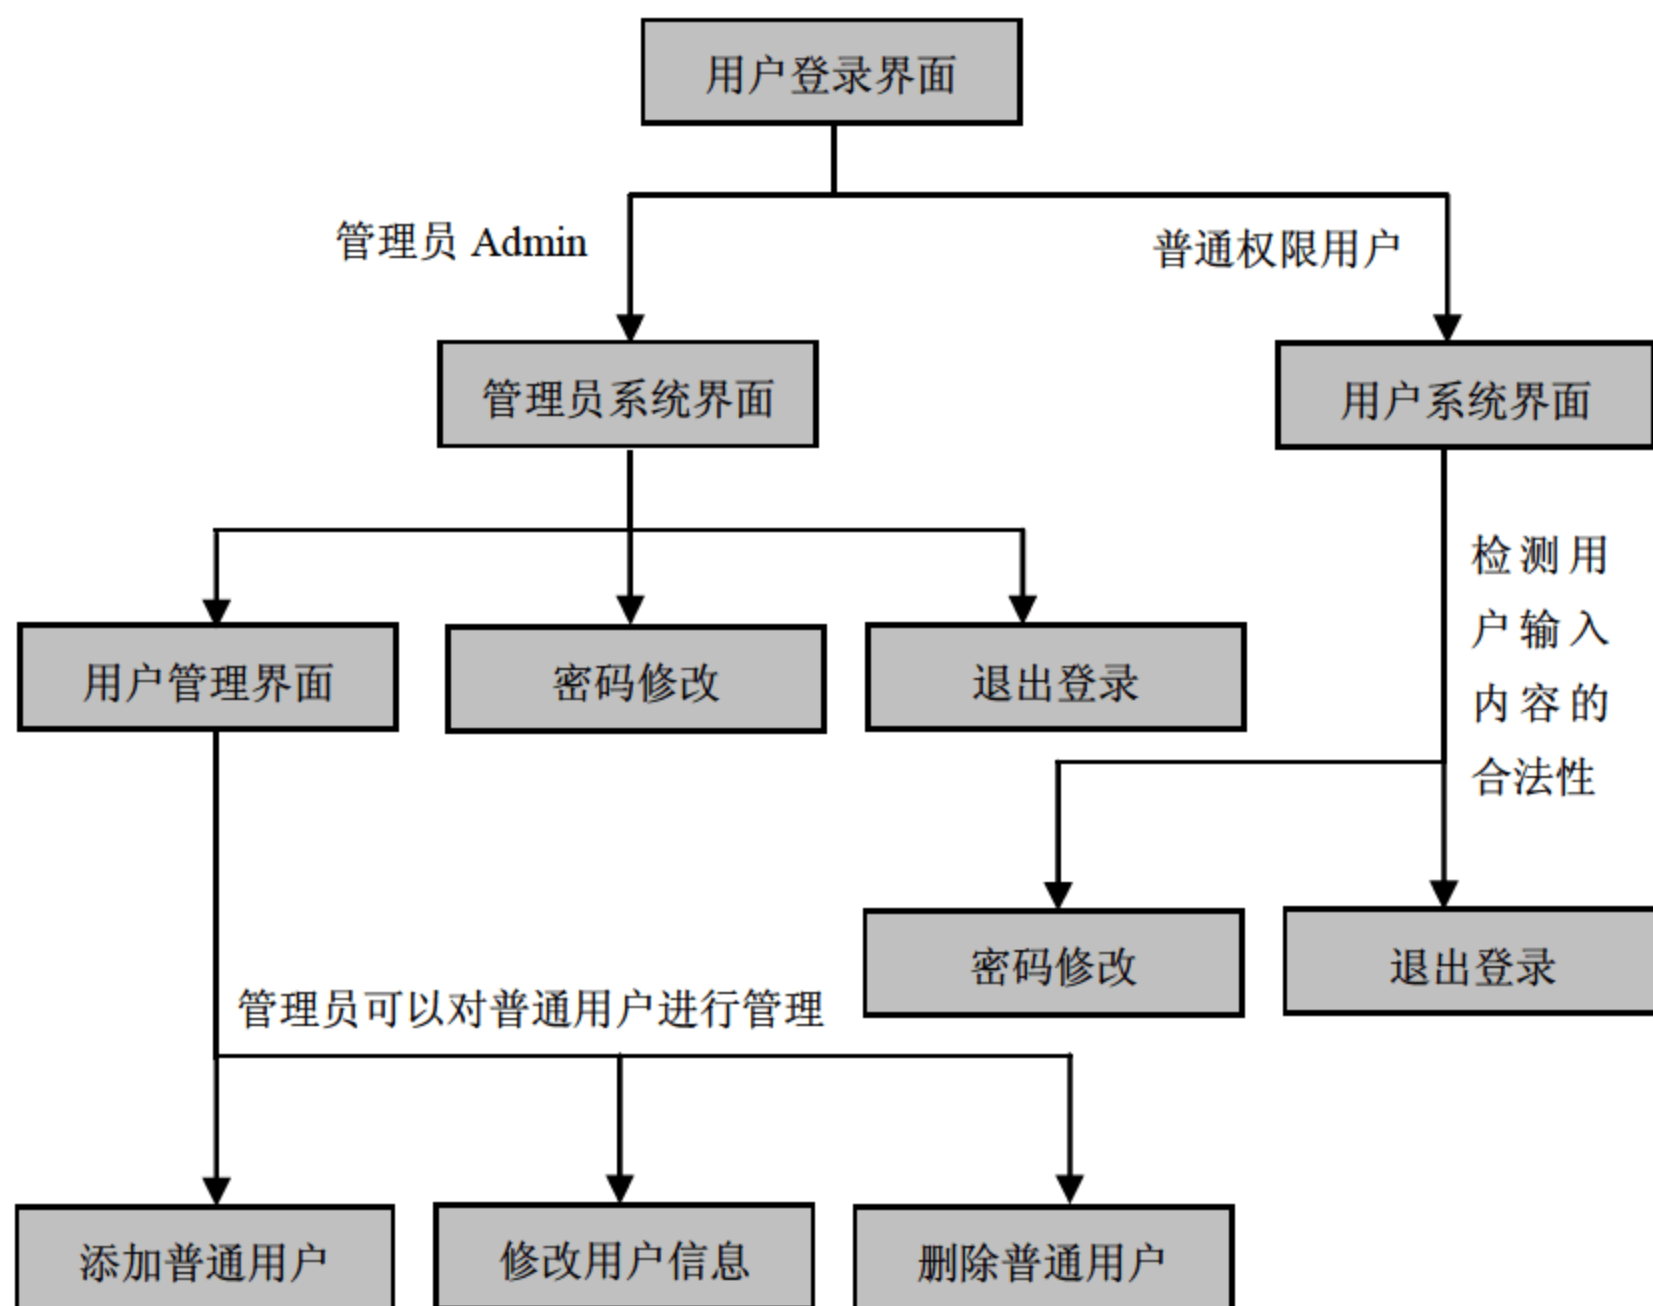 用户登录界面
管理员 Admin
普通权限用户
管理员系统界面
用户系统界面
检测用
户输入
内容的
合法性
用户管理界面
密码修改
退出登录
密码修改
退出登录
管理员可以对普通用户进行管理
添加普通用户
修改用户信息
删除普通用户